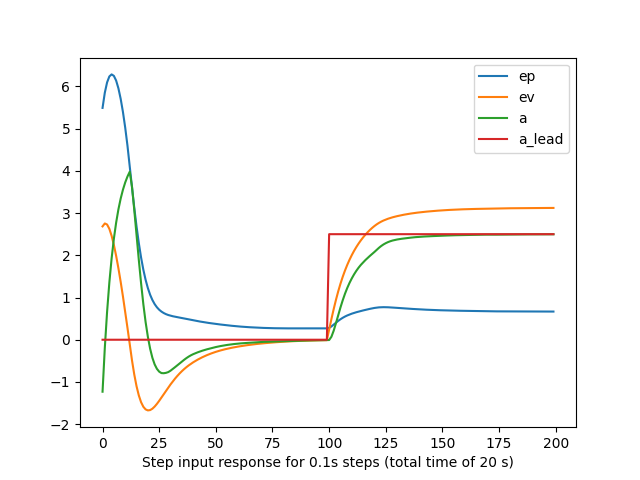 ep
ev
a
a_lead
6
5
4
3
2
1
0
−1
−2
0 25 50 75 100 125 150 175 200
Step input response for 0.1s steps (total time of 20 s)